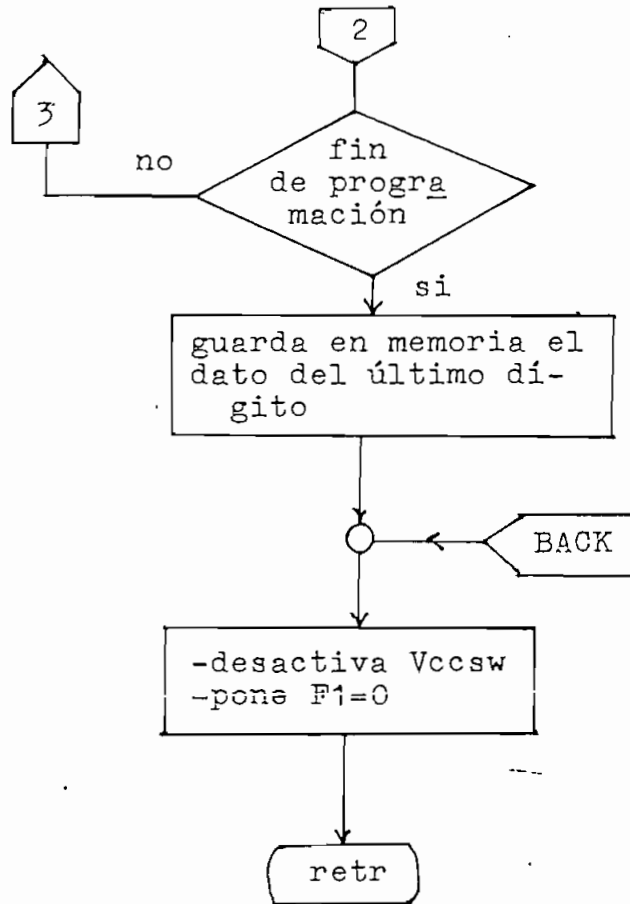 2
3
no
fin
de progra
mación
si
guarda en memoria el
dato del último dí-
gito
BACK
-desactiva Vccsw
-pone F1=0
retr